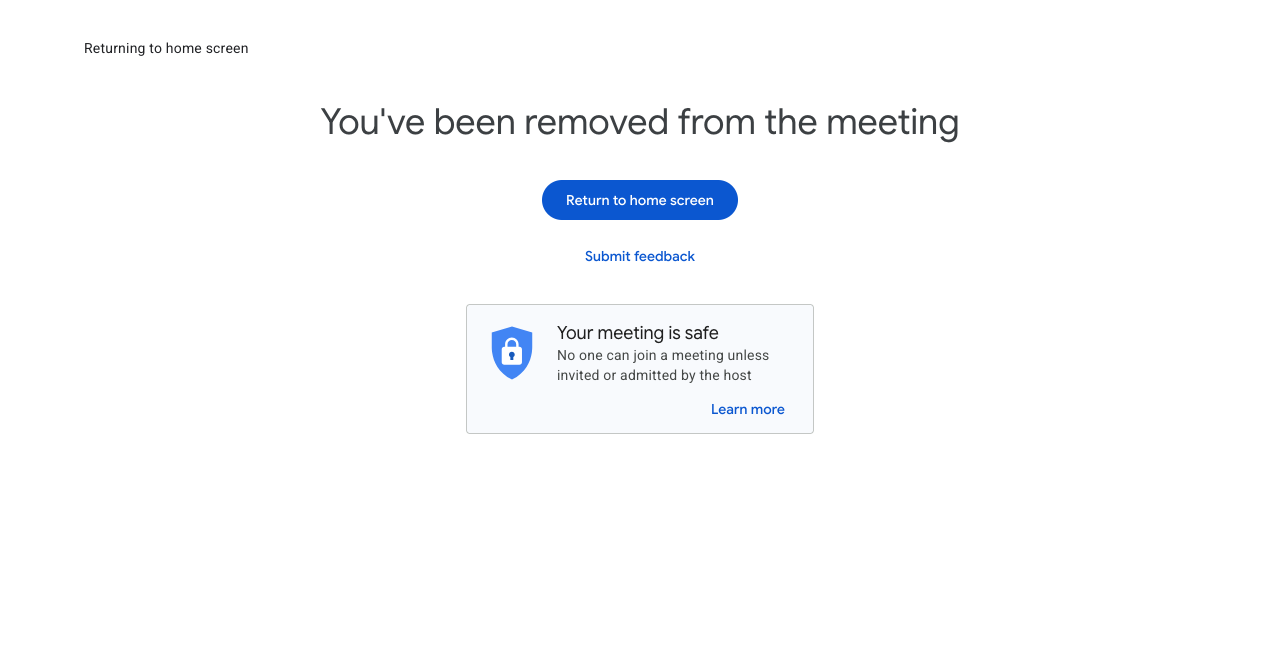 Returning to home screen
You've been removed from the meeting
Return to home screen
Submit feedback
Your meeting is safe
No one can join a meeting unless
invited or admitted by the host
Learn more